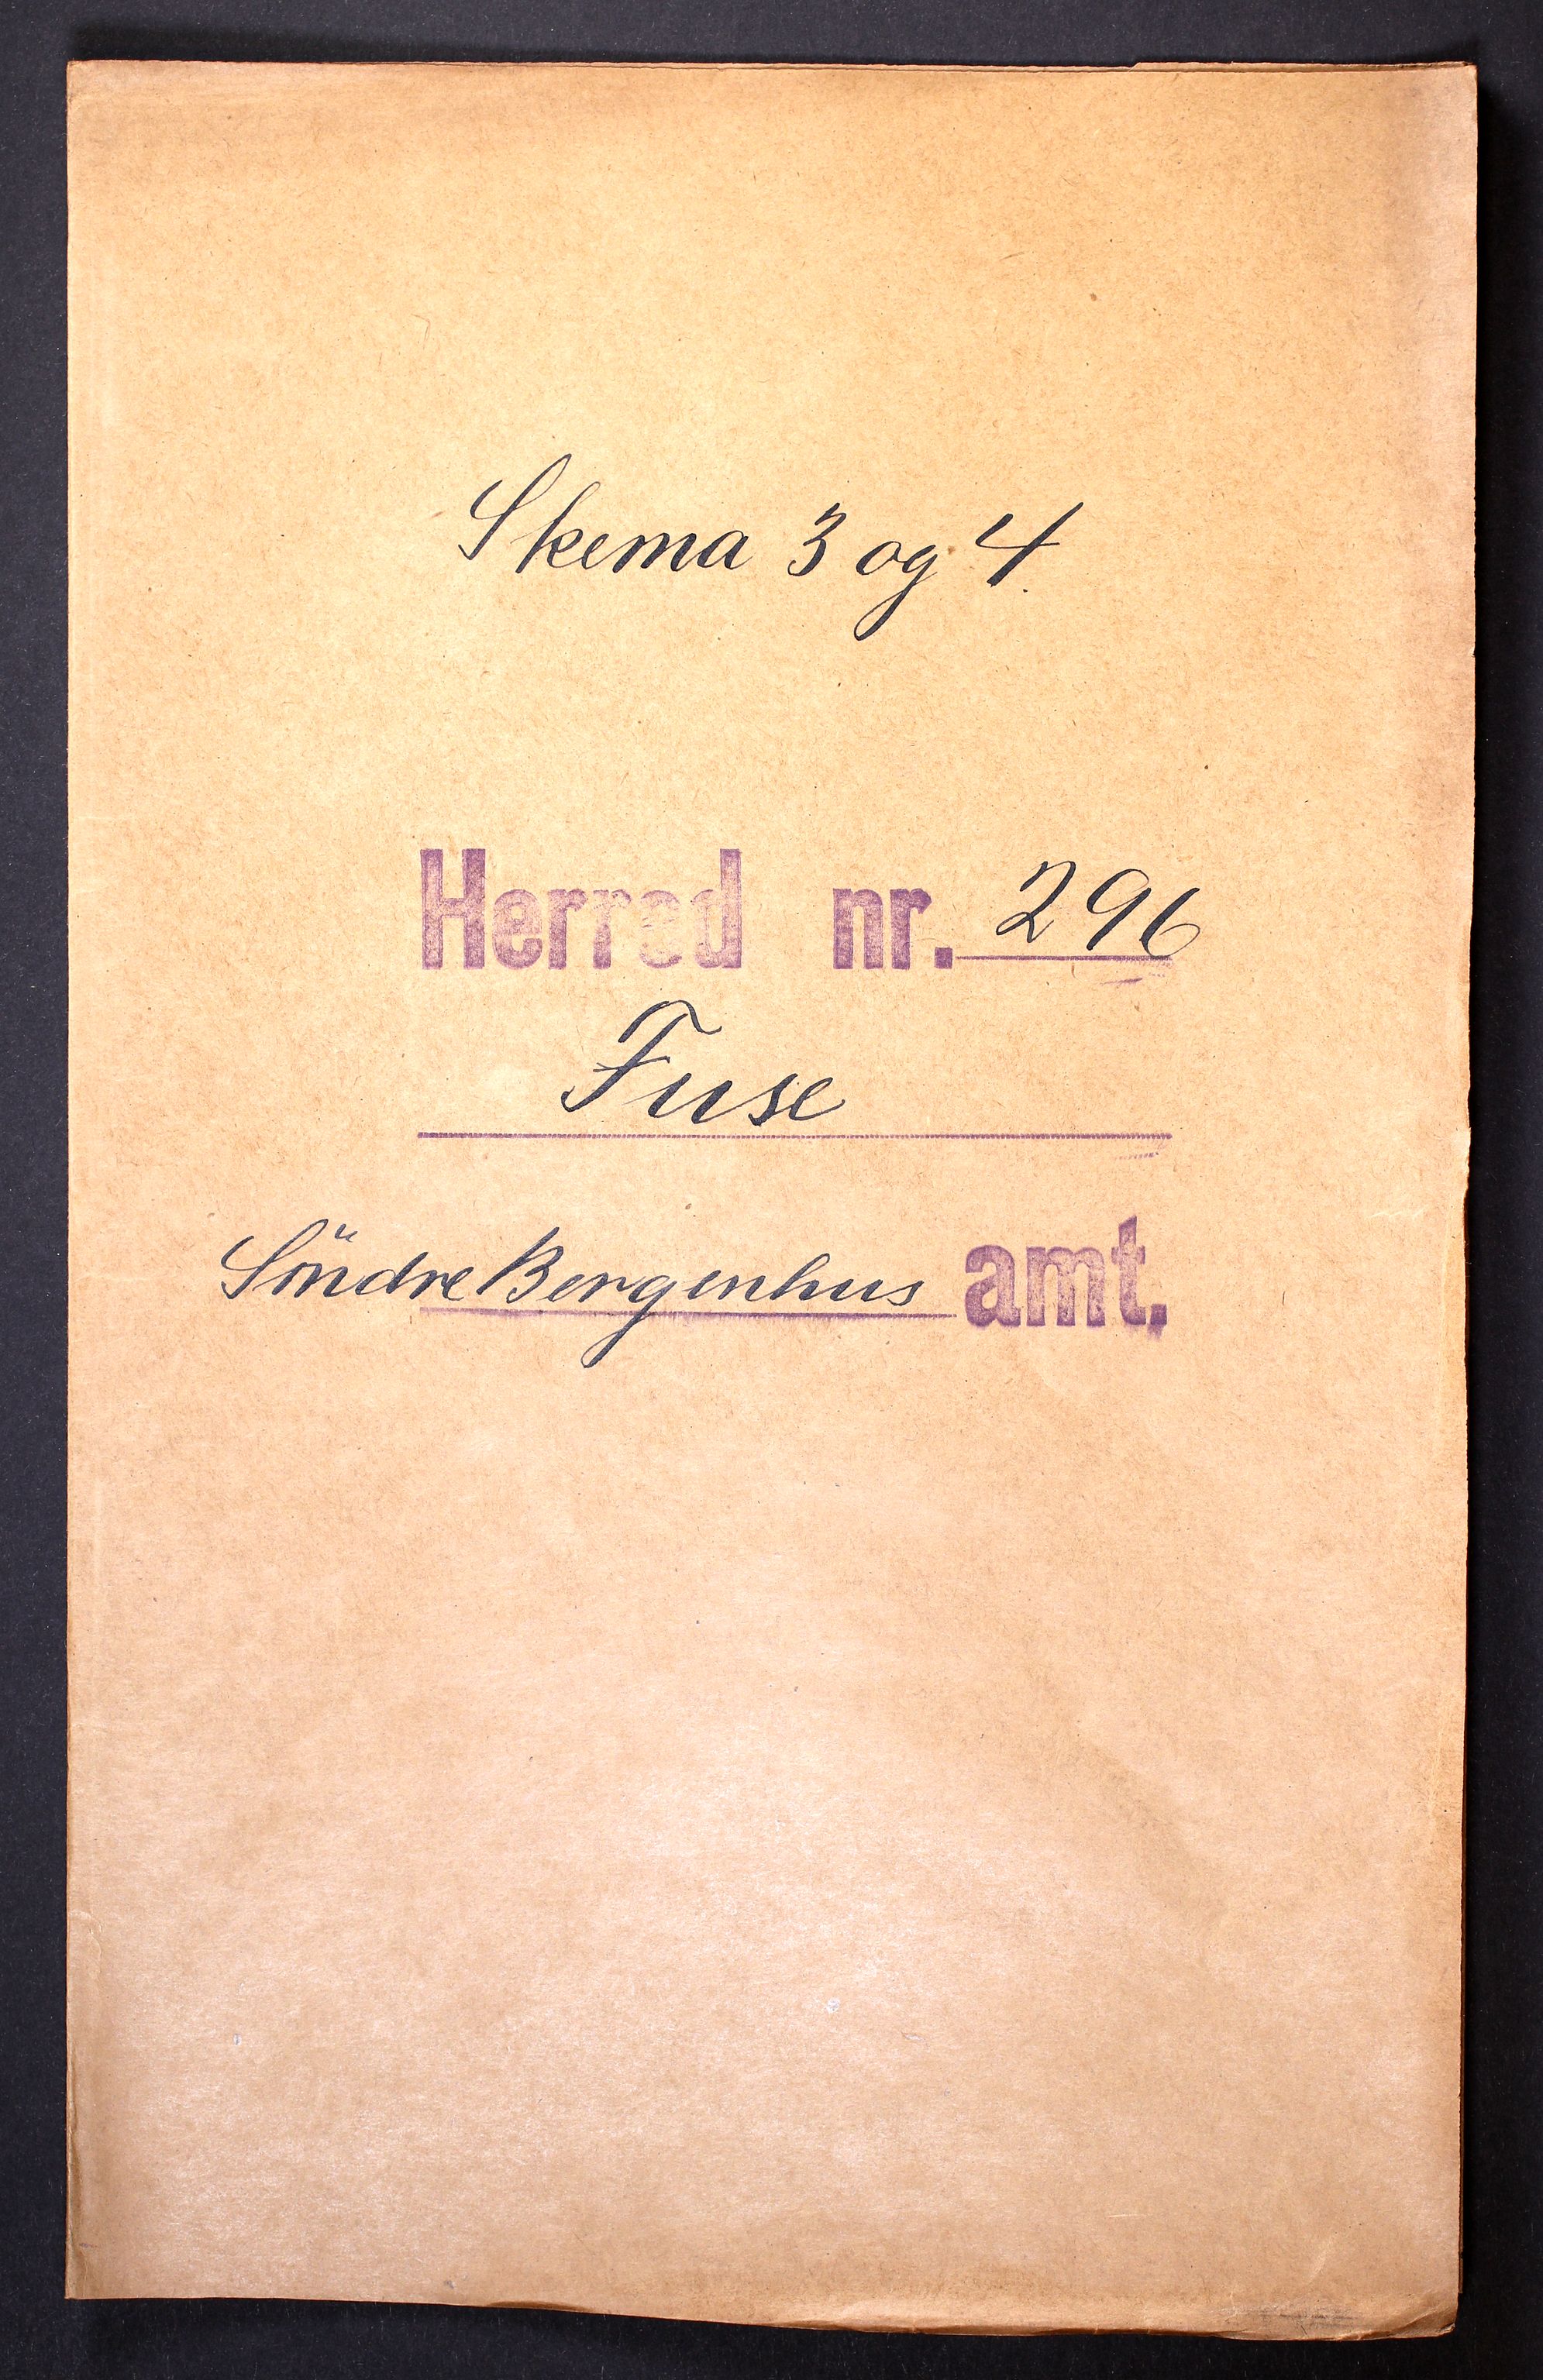 Skema 3 og 4.
Herred nr. 296
Fuse
Söndre Bergenhus amt.